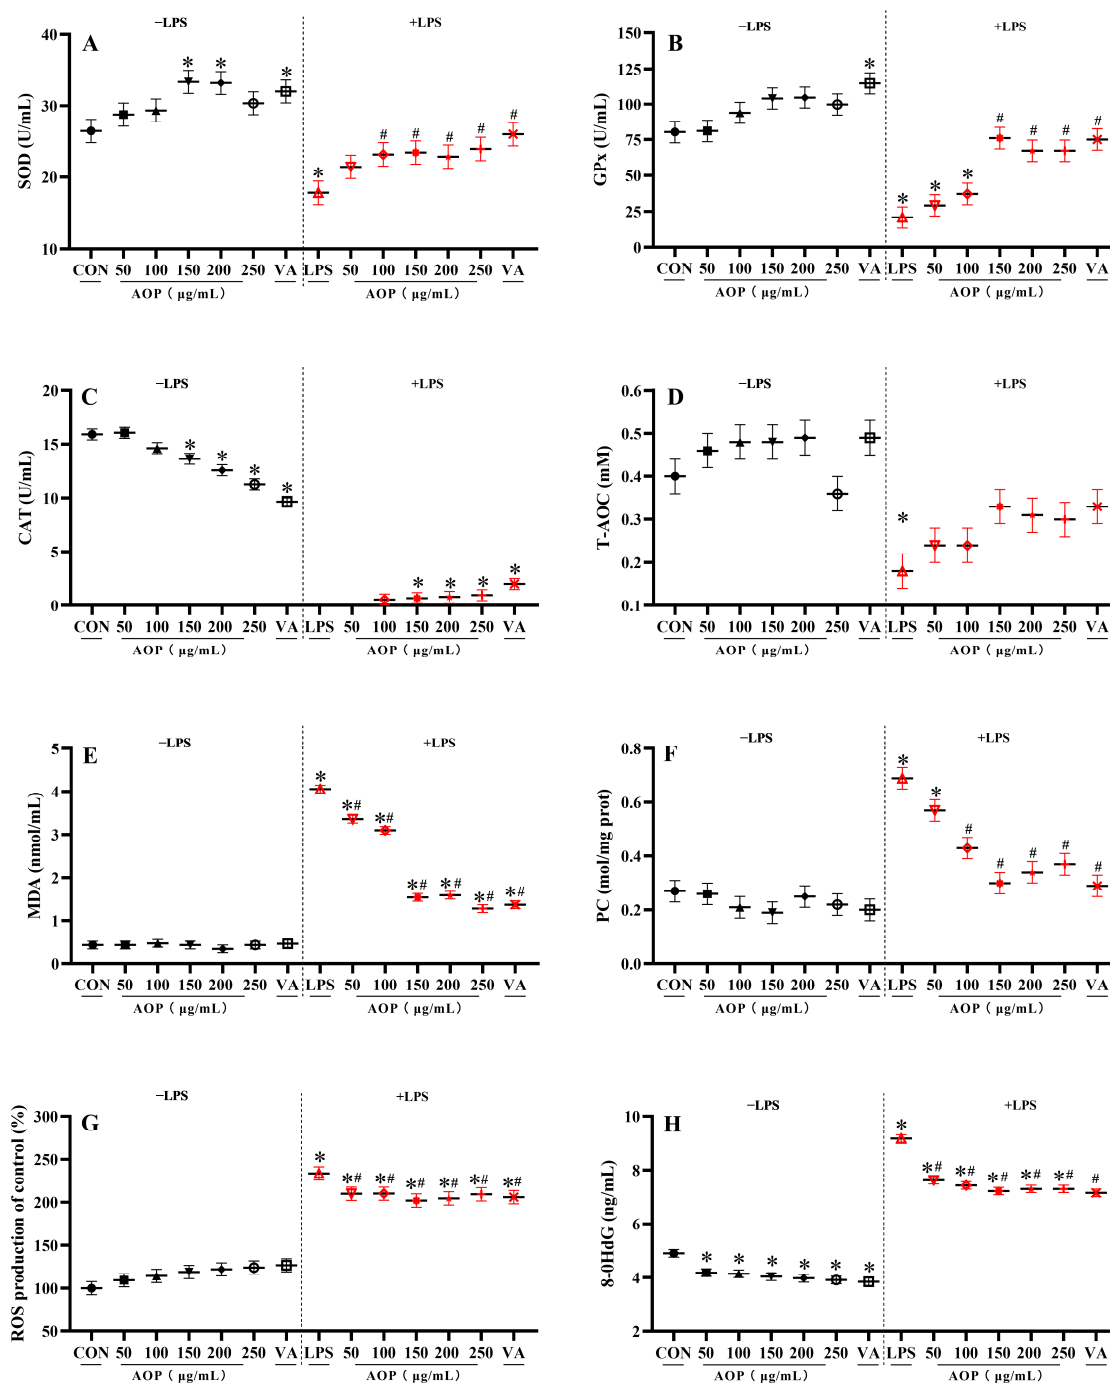 −LPS +LPS
A
SOD (U/mL)
40
30
20
10
* * *
* # # # # #
CON 50 100 150 200 250 VA LPS 50 100 150 200 250 VA
AOP ( μg/mL) AOP ( μg/mL)
−LPS +LPS
B
GPx (U/mL)
150
125
100
75
50
25
0
*
* * * # # # #
CON 50 100 150 200 250 VA LPS 50 100 150 200 250 VA
AOP ( μg/mL) AOP ( μg/mL)
−LPS +LPS
C
CAT (U/mL)
20
15
10
5
0
* * * *
* * * *
CON 50 100 150 200 250 VA LPS 50 100 150 200 250 VA
AOP ( μg/mL) AOP ( μg/mL)
−LPS +LPS
D
T-AOC (mM)
0.6
0.5
0.4
0.3
0.2
0.1
*
CON 50 100 150 200 250 VA LPS 50 100 150 200 250 VA
AOP ( μg/mL) AOP ( μg/mL)
−LPS +LPS
E
MDA (nmol/mL)
5
4
3
2
1
0
* *# *# *# *# *# *#
CON 50 100 150 200 250 VA LPS 50 100 150 200 250 VA
AOP ( μg/mL) AOP ( μg/mL)
−LPS +LPS
F
PC (mol/mg prot)
0.8
0.6
0.4
0.2
0.0
* * # # # # #
CON 50 100 150 200 250 VA LPS 50 100 150 200 250 VA
AOP ( μg/mL) AOP ( μg/mL)
−LPS +LPS
G
ROS production of control (%)
300
250
200
150
100
50
* *# *# *# *# *# *#
CON 50 100 150 200 250 VA LPS 50 100 150 200 250 VA
AOP ( μg/mL) AOP ( μg/mL)
−LPS +LPS
H
8-0HdG (ng/mL)
10
8
6
4
2
* * * * * *
* *# *# *# *# *# #
CON 50 100 150 200 250 VA LPS 50 100 150 200 250 VA
AOP ( μg/mL) AOP ( μg/mL)